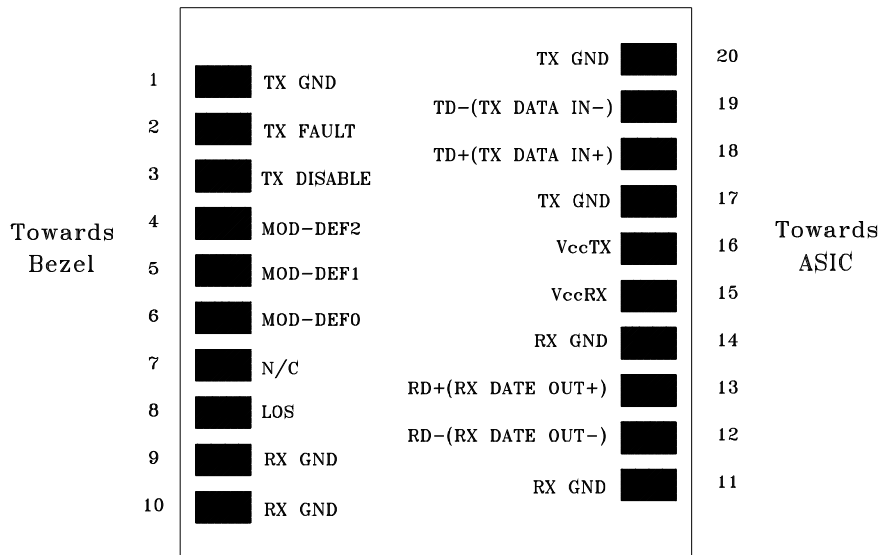 Towards
Bezel
1 TX GND
2 TX FAULT
3 TX DISABLE
4 MOD-DEF2
5 MOD-DEF1
6 MOD-DEF0
7 N/C
8 LOS
9 RX GND
10 RX GND
TX GND 20
TD-(TX DATA IN-) 19
TD+(TX DATA IN+) 18
TX GND 17
VccTX 16
VccRX 15
RX GND 14
RD+(RX DATE OUT+) 13
RD-(RX DATE OUT-) 12
RX GND 11
Towards
ASIC